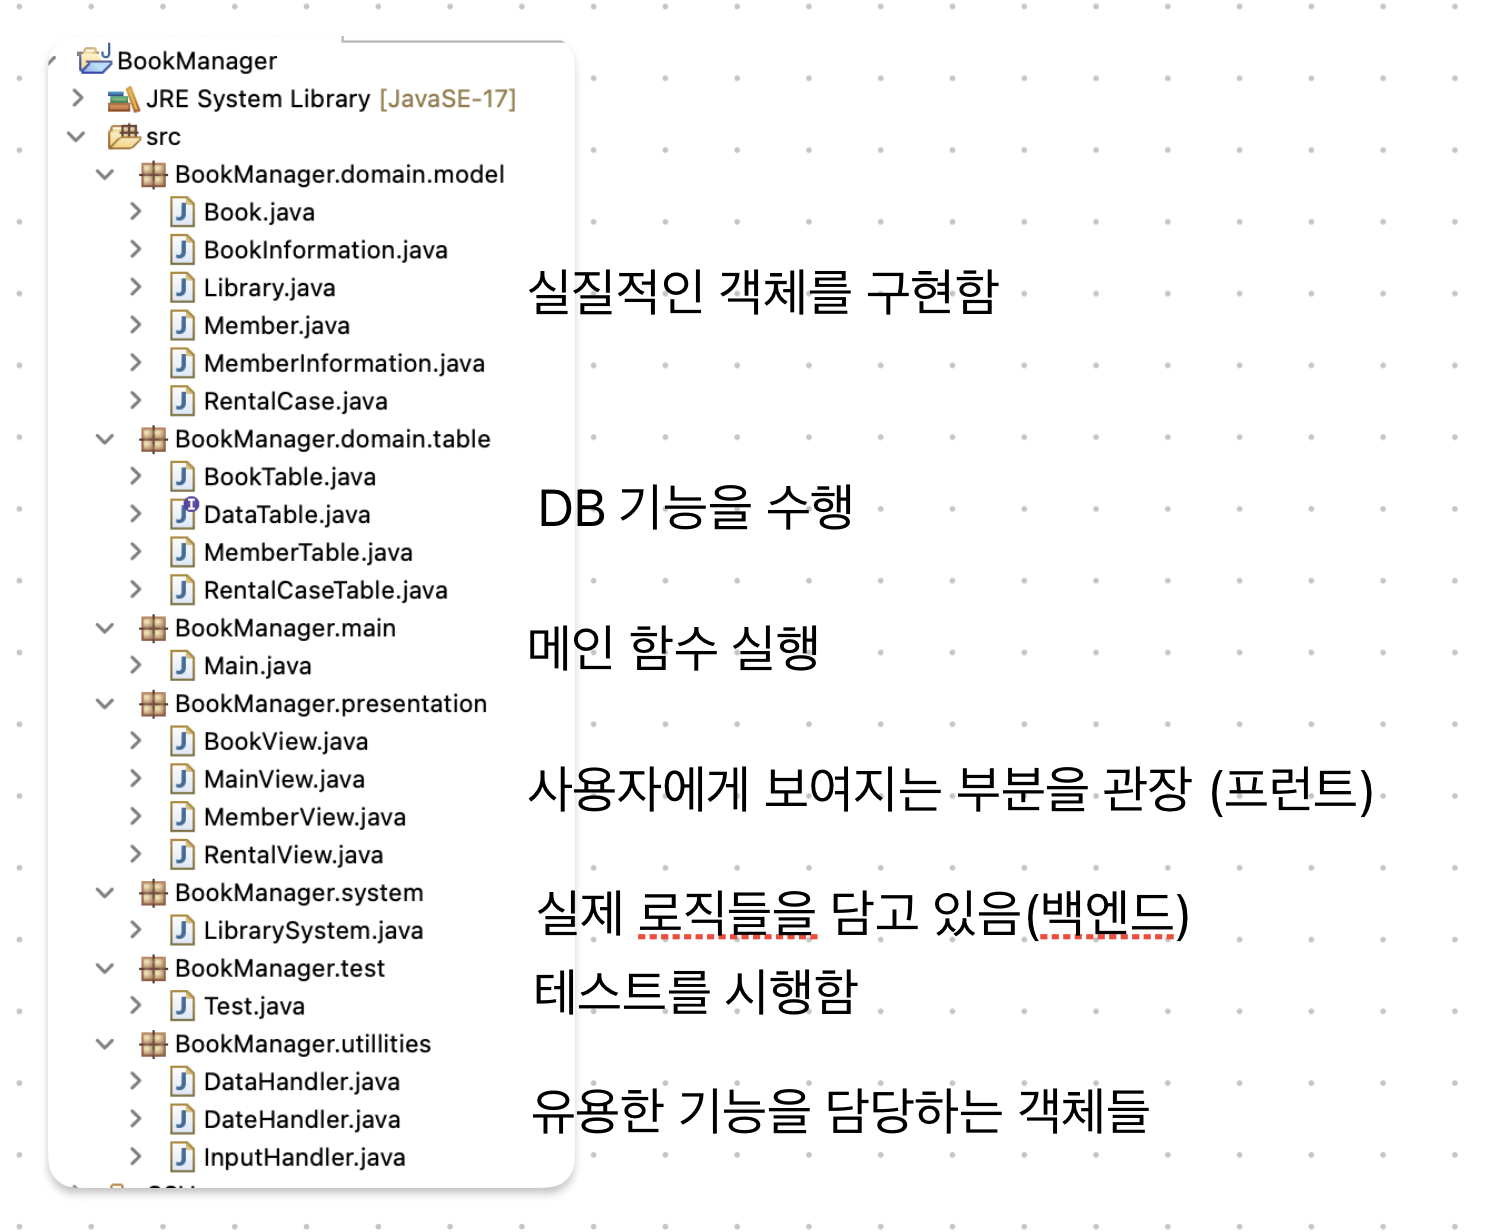 BookManager
JRE System Library [JavaSE-17]
src
BookManager.domain.model
Book.java
BookInformation.java
Library.java
실질적인 객체를 구현함
Member.java
MemberInformation.java
RentalCase.java
BookManager.domain.table
BookTable.java
DataTable.java
DB 기능을 수행
MemberTable.java
RentalCaseTable.java
BookManager.main
메인 함수 실행
Main.java
BookManager.presentation
BookView.java
MainView.java
사용자에게 보여지는 부분을 관장 (프런트)
MemberView.java
RentalView.java
BookManager.system
실제 로직들을 담고 있음(백엔드)
LibrarySystem.java
BookManager.test
테스트를 시행함
Test.java
BookManager.utillities
DataHandler.java
DateHandler.java
유용한 기능을 담당하는 객체들
InputHandler.java